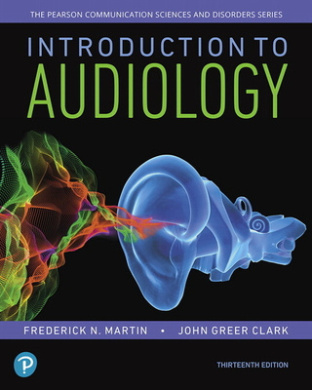 THE PEARSON COMMUNICATION SCIENCES AND DISORDERS SERIES
INTRODUCTION TO
AUDIOLOGY
FREDERICK N. MARTIN • JOHN GREER CLARK
THIRTEENTH EDITION
P